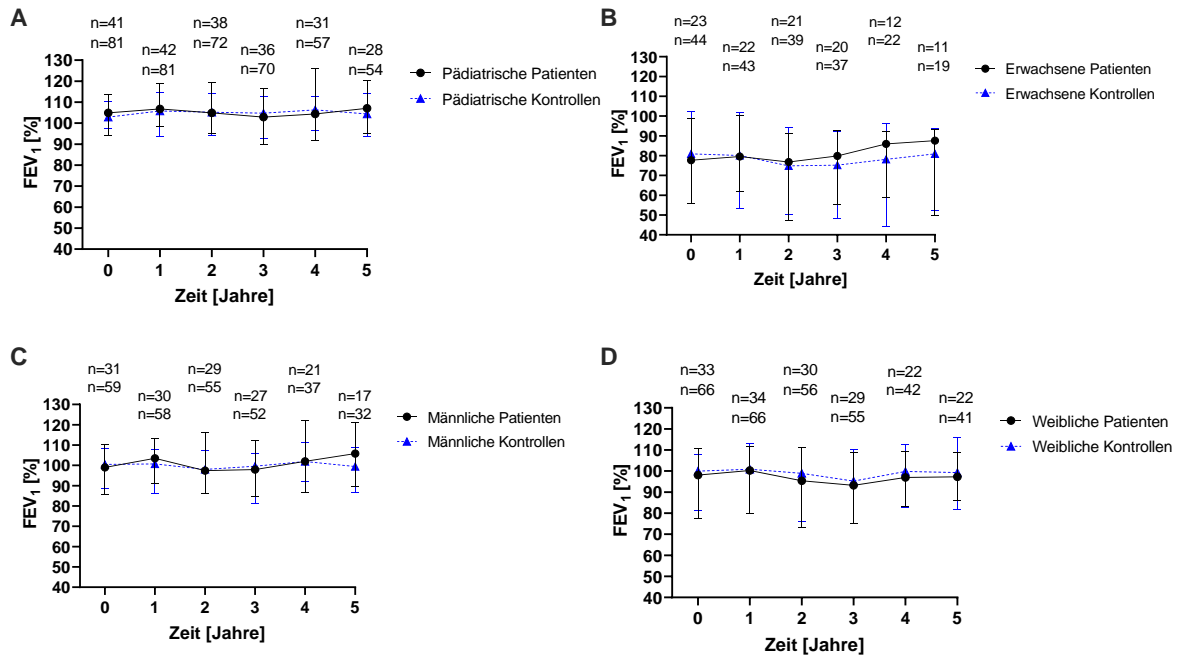 A
n=41 n=38 n=31
n=81 n=42 n=72 n=36 n=57 n=28
n=81 n=70 n=54
130
120
110
100
90
80
70
60
50
40
FEV1 [%]
0 1 2 3 4 5
Zeit [Jahre]
Pädiatrische Patienten
Pädiatrische Kontrollen
B
n=23 n=21 n=12
n=44 n=22 n=39 n=20 n=22 n=11
n=43 n=37 n=19
130
120
110
100
90
80
70
60
50
40
FEV1 [%]
0 1 2 3 4 5
Zeit [Jahre]
Erwachsene Patienten
Erwachsene Kontrollen
C
n=31 n=29 n=21
n=59 n=30 n=55 n=27 n=37 n=17
n=58 n=52 n=32
130
120
110
100
90
80
70
60
50
40
FEV1 [%]
0 1 2 3 4 5
Zeit [Jahre]
Männliche Patienten
Männliche Kontrollen
D
n=33 n=30 n=22
n=66 n=34 n=56 n=29 n=42 n=22
n=66 n=55 n=41
130
120
110
100
90
80
70
60
50
40
FEV1 [%]
0 1 2 3 4 5
Zeit [Jahre]
Weibliche Patienten
Weibliche Kontrollen